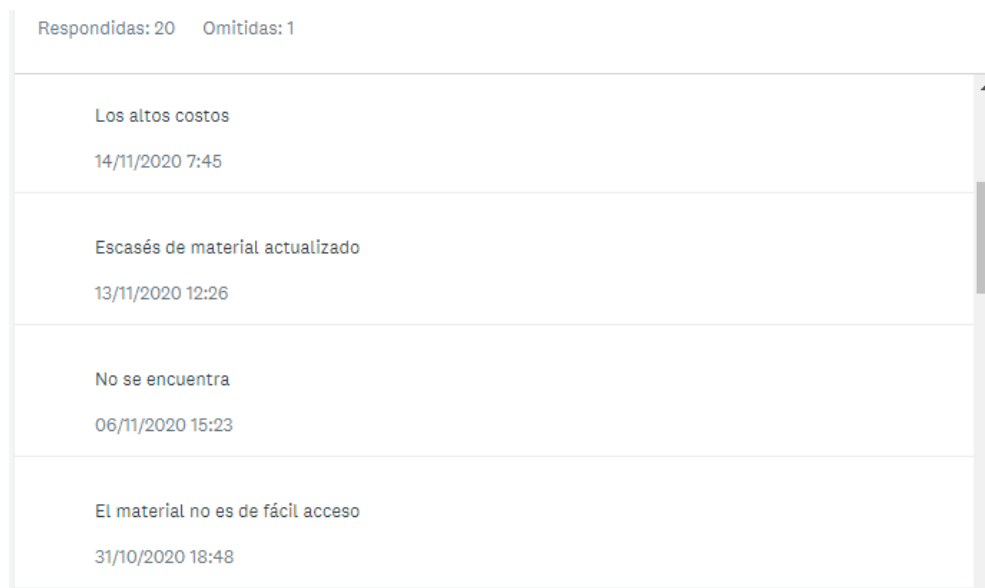 Respondidas: 20 Omitidas: 1
Los altos costos
14/11/2020 7:45
Escasés de material actualizado
13/11/2020 12:26
No se encuentra
06/11/2020 15:23
El material no es de fácil acceso
31/10/2020 18:48